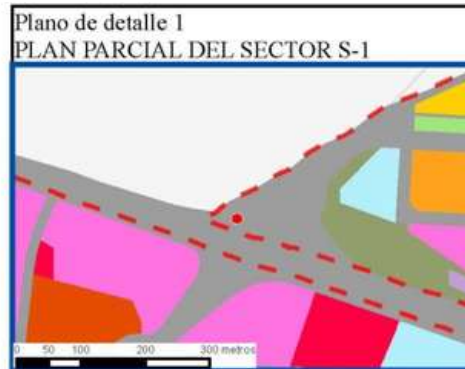 Plano de detalle 1
PLAN PARCIAL DEL SECTOR S-1
0 50 100 200 300 metros